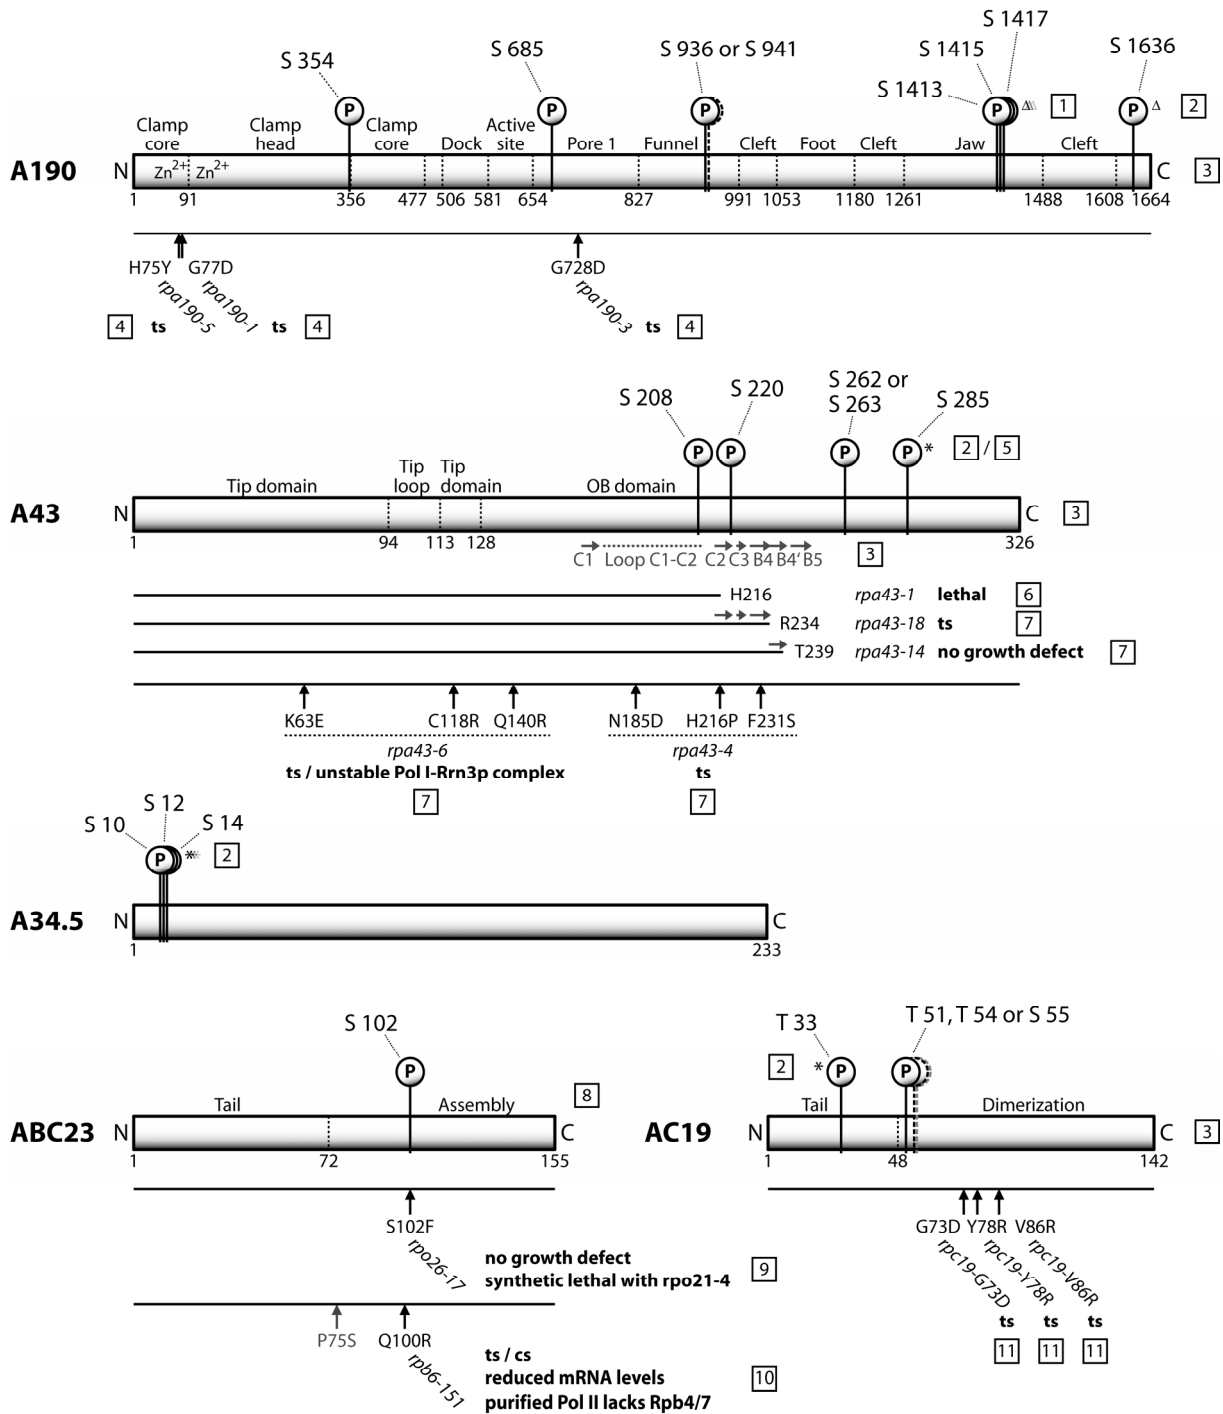 S 354
S 685
S 936 or S 941
S 1413
S 1415
S 1417
S 1636
P P P P P
Δ 1 Δ 2
Clamp core
Clamp head
Clamp core
Dock
Active site
Pore 1
Funnel
Cleft
Foot
Cleft
Jaw
Cleft
A190 N Zn2+ Zn2+ C 3
1 91 356 477 506 581 654 827 991 1053 1180 1261 1488 1608 1664
H75Y G77D G728D
rpa190-5 rpa190-1 rpa190-3
4 ts ts 4 ts 4
S 208
S 220
S 262 or
S 263
S 285
P P P P * 2 / 5
Tip domain
Tip loop
Tip domain
OB domain
A43 N C 3
1 94 113 128 326
C1 Loop C1-C2 C2 C3 B4 B4' B5 3
H216 rpa43-1 lethal 6
R234 rpa43-18 ts 7
T239 rpa43-14 no growth defect 7
K63E C118R Q140R N185D H216P F231S
rpa43-6 rpa43-4
ts / unstable Pol I-Rrn3p complex ts
7 7
S 10
S 12
S 14
P *** 2
A34.5 N C
1 233
S 102
P
8
Tail Assembly
ABC23 N C
1 72 155
S102F
rpo26-17
no growth defect
synthetic lethal with rpo21-4
9
P75S Q100R
rpb6-151
ts / cs
reduced mRNA levels
purified Pol II lacks Rpb4/7
10
T 33
T 51, T 54 or S 55
2 * P P
Tail Dimerization
AC19 N C 3
1 48 142
G73D Y78R V86R
rpc19-G73D rpc19-Y78R rpc19-V86R
ts ts ts
11 11 11